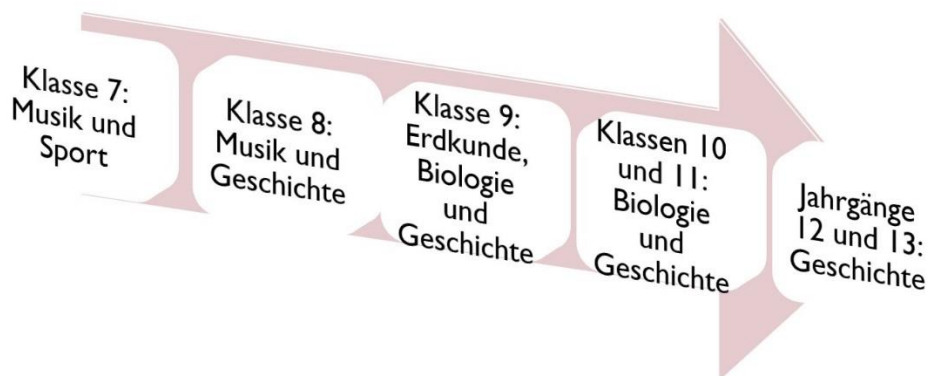 Klasse 7:
Musik und
Sport
Klasse 8:
Musik und
Geschichte
Klasse 9:
Erdkunde,
Biologie
und
Geschichte
Klassen 10
und 11:
Biologie
und
Geschichte
Jahrgänge
12 und 13:
Geschichte